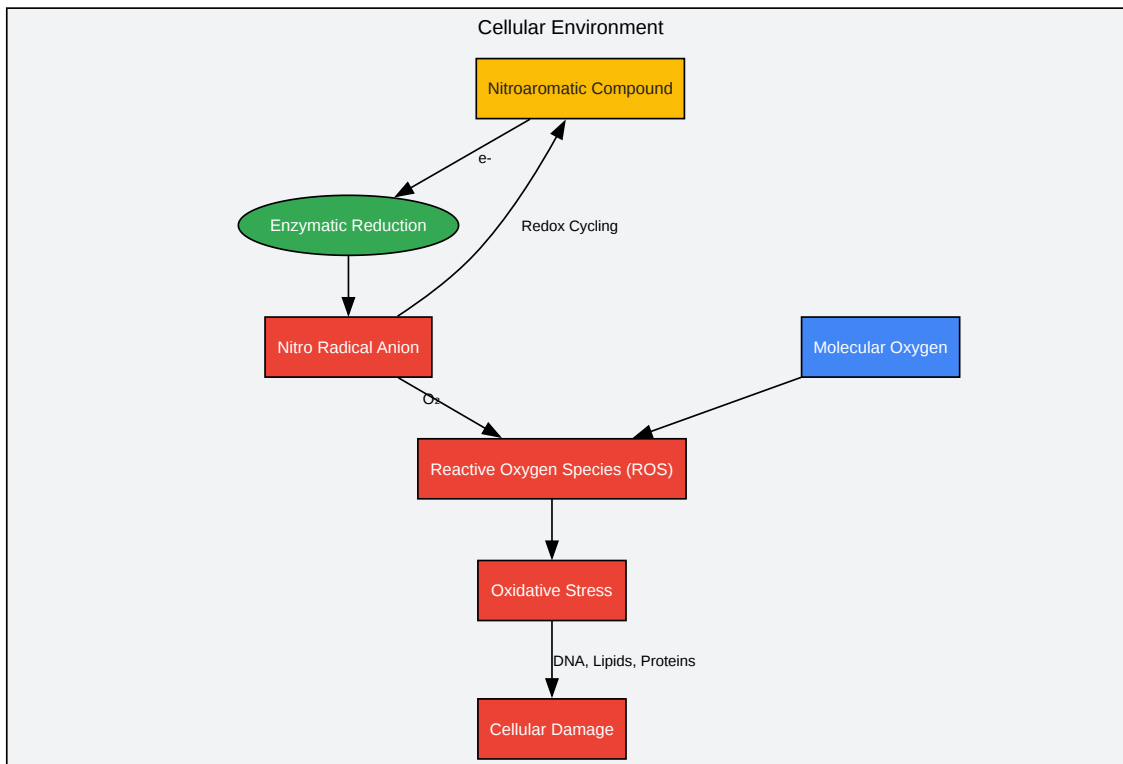 Cellular Environment
Nitroaromatic Compound
e-
Enzymatic Reduction
Redox Cycling
Nitro Radical Anion
Molecular Oxygen
O₂
Reactive Oxygen Species (ROS)
Oxidative Stress
DNA, Lipids, Proteins
Cellular Damage